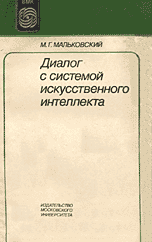 М.Г. Мальковский
Диалог
с системой
искусственного
интеллекта
ИЗДАТЕЛЬСТВО
МОСКОВСКОГО
УНИВЕРСИТЕТА